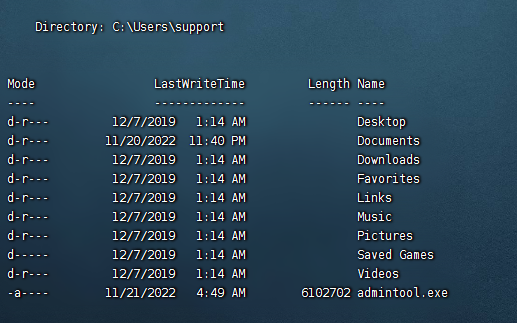 Directory: C:\Users\support
Mode LastWriteTime Length Name
---- ------------- ------ ----
d-r--- 12/7/2019 1:14 AM Desktop
d-r--- 11/20/2022 11:40 PM Documents
d-r--- 12/7/2019 1:14 AM Downloads
d-r--- 12/7/2019 1:14 AM Favorites
d-r--- 12/7/2019 1:14 AM Links
d-r--- 12/7/2019 1:14 AM Music
d-r--- 12/7/2019 1:14 AM Pictures
d----- 12/7/2019 1:14 AM Saved Games
d-r--- 12/7/2019 1:14 AM Videos
-a---- 11/21/2022 4:49 AM 6102702 admintool.exe